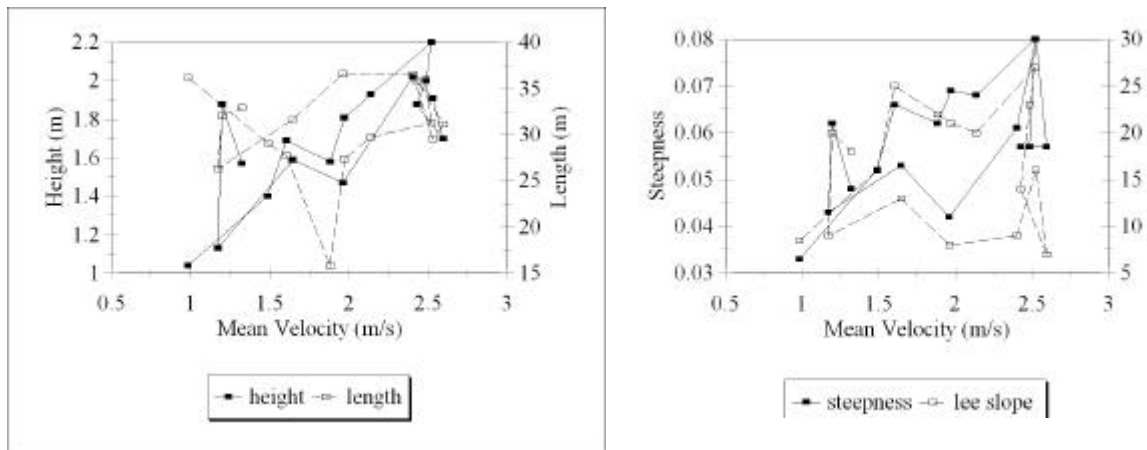 2.2
2
1.8
1.6
1.4
1.2
1
Height (m)
40
35
30
25
20
15
Length (m)
0.5 1 1.5 2 2.5 3
Mean Velocity (m/s)
height length
0.08
0.07
0.06
0.05
0.04
0.03
Steepness
30
25
20
15
10
5
0.5 1 1.5 2 2.5 3
Mean Velocity (m/s)
steepness lee slope